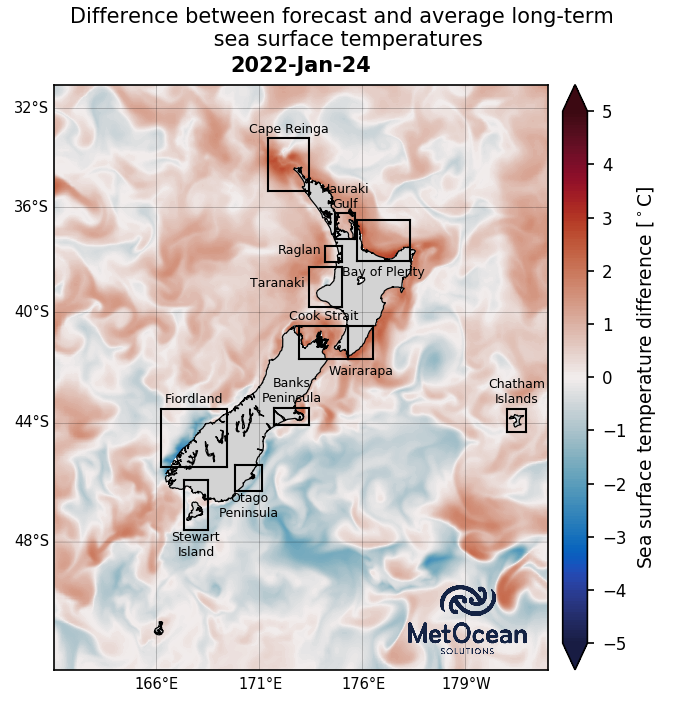 Difference between forecast and average long-term
sea surface temperatures
2022-Jan-24
32°S
36°S
40°S
44°S
48°S
Cape Reinga
Hauraki
Gulf
Raglan
Bay of Plenty
Taranaki
Cook Strait
Wairarapa
Banks
Peninsula
Chatham
Islands
Fiordland
Otago
Peninsula
Stewart
Island
MetOcean
SOLUTIONS
166°E
171°E
176°E
179°W
5
4
3
2
1
0
−1
−2
−3
−4
−5
Sea surface temperature difference [°C]